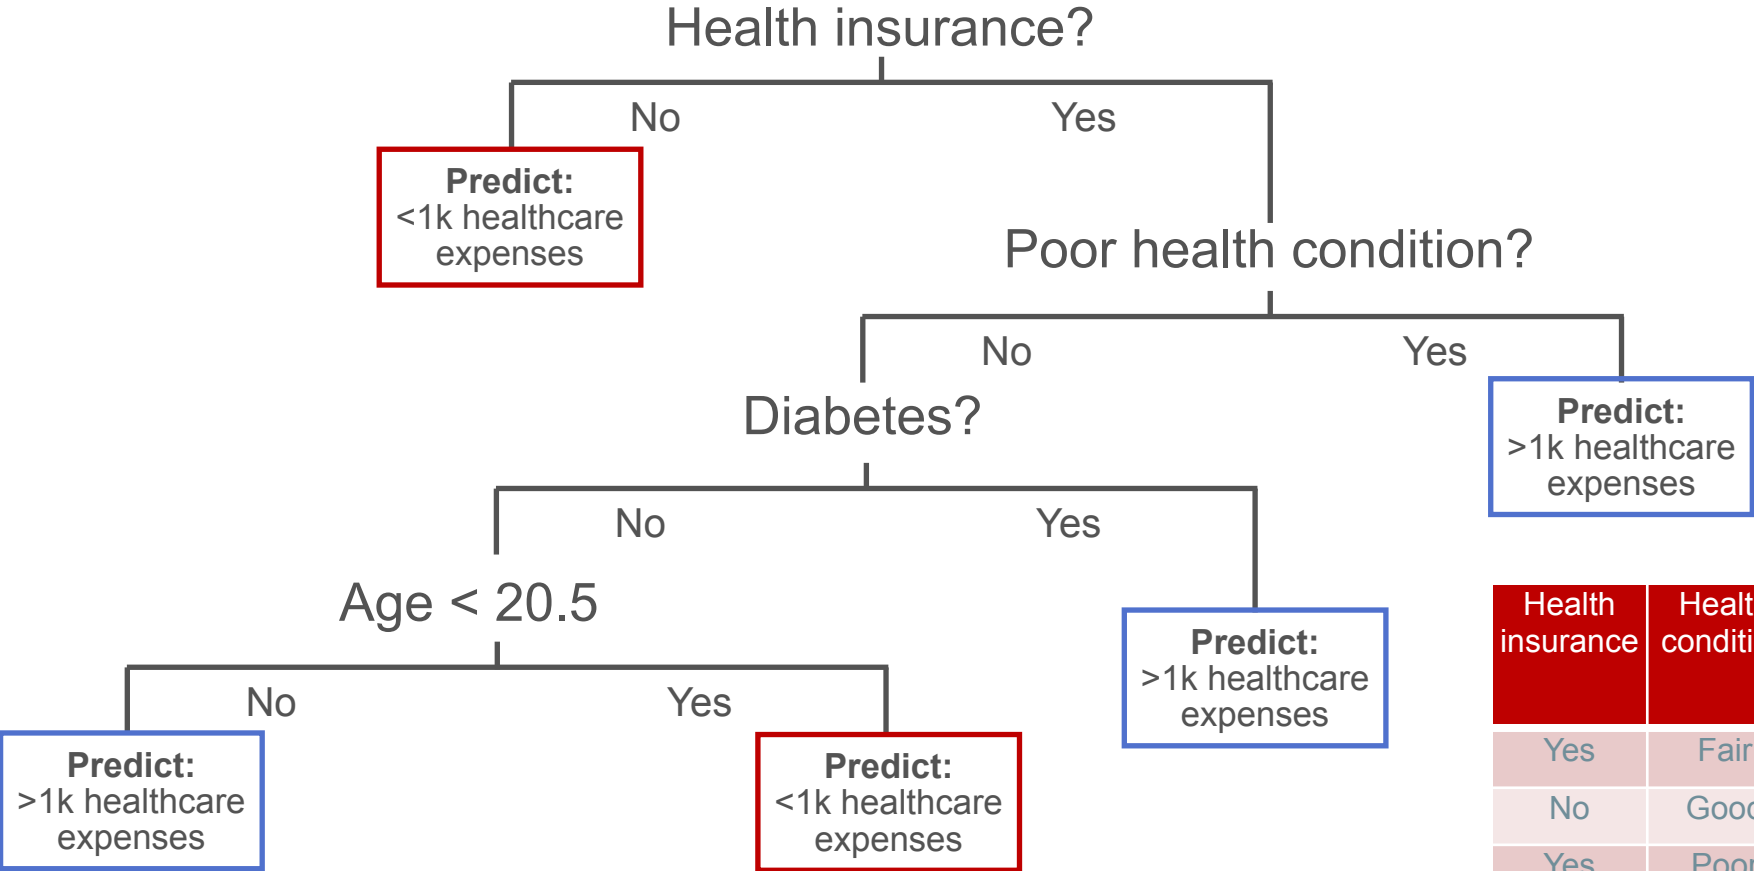 Health insurance?
No
Yes
Predict:
<1k healthcare
expenses
Poor health condition?
No
Yes
Predict:
>1k healthcare
expenses
Diabetes?
No
Yes
Predict:
>1k healthcare
expenses
Age < 20.5
No
Yes
Predict:
>1k healthcare
expenses
Predict:
<1k healthcare
expenses
Health
insurance
Yes Fair
No
Yes